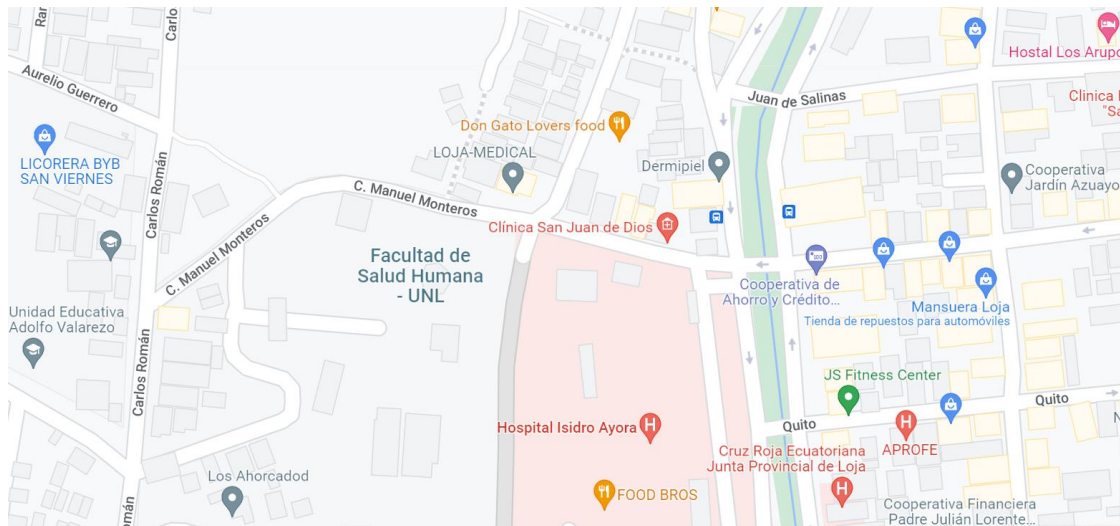 Ran
Carlo
Aurelio Guerrero
LICORERA BYB
SAN VIERNES
Carlos Román
C. Manuel Monteros
Unidad Educativa
Adolfo Valarezo
Carlos Román
Los Ahorcadod
C. Manuel Monteros
LOJA-MEDICAL
Don Gato Lovers food
Dermipiel
Clínica San Juan de Dios
Facultad de
Salud Humana
- UNL
Hospital Isidro Ayora
FOOD BROS
Juan de Salinas
Hostal Los Arupo
Clinica
"Sa
Cooperativa
Jardín Azuayo
Cooperativa de
Ahorro y Crédito...
Mansuera Loja
Tienda de repuestos para automóviles
JS Fitness Center
Quito
Quito
APROFE
Cruz Roja Ecuatoriana
Junta Provincial de Loja
Cooperativa Financiera
Padre Julián Lorente...
H
H
H